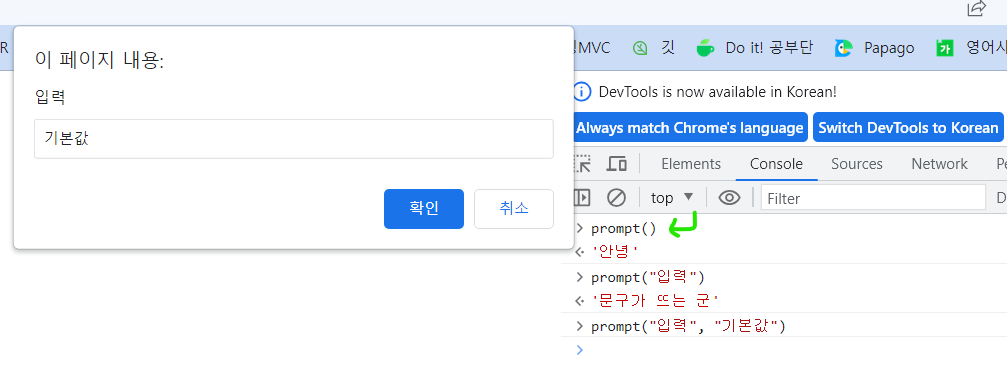 이 페이지 내용:
입력
기본값
확인
취소
MVC
깃
Do it! 공부단
Papago
영어사
DevTools is now available in Korean!
Always match Chrome's language
Switch DevTools to Korean
Elements
Console
Sources
Network
Pe
top
Filter
D
prompt()
'안녕'
prompt("입력")
'문구가 뜨는 군'
prompt("입력", "기본값")